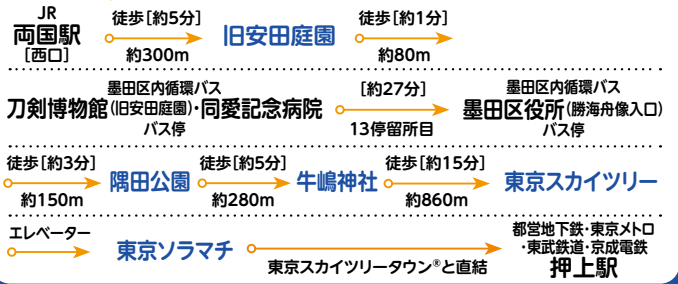 JR
両国駅
[西口]
徒歩[約5分]
約300m
旧安田庭園
徒歩[約1分]
約80m
墨田区内循環バス
刀剣博物館(旧安田庭園)・同愛記念病院
バス停
[約27分]
13停留所目
墨田区内循環バス
墨田区役所(勝海舟像入口)
バス停
徒歩[約3分]
約150m
隅田公園
徒歩[約5分]
約280m
牛嶋神社
徒歩[約15分]
約860m
東京スカイツリー
エレベーター
東京ソラマチ
東京スカイツリータウン®と直結
都営地下鉄・東京メトロ
・東武鉄道・京成電鉄
押上駅